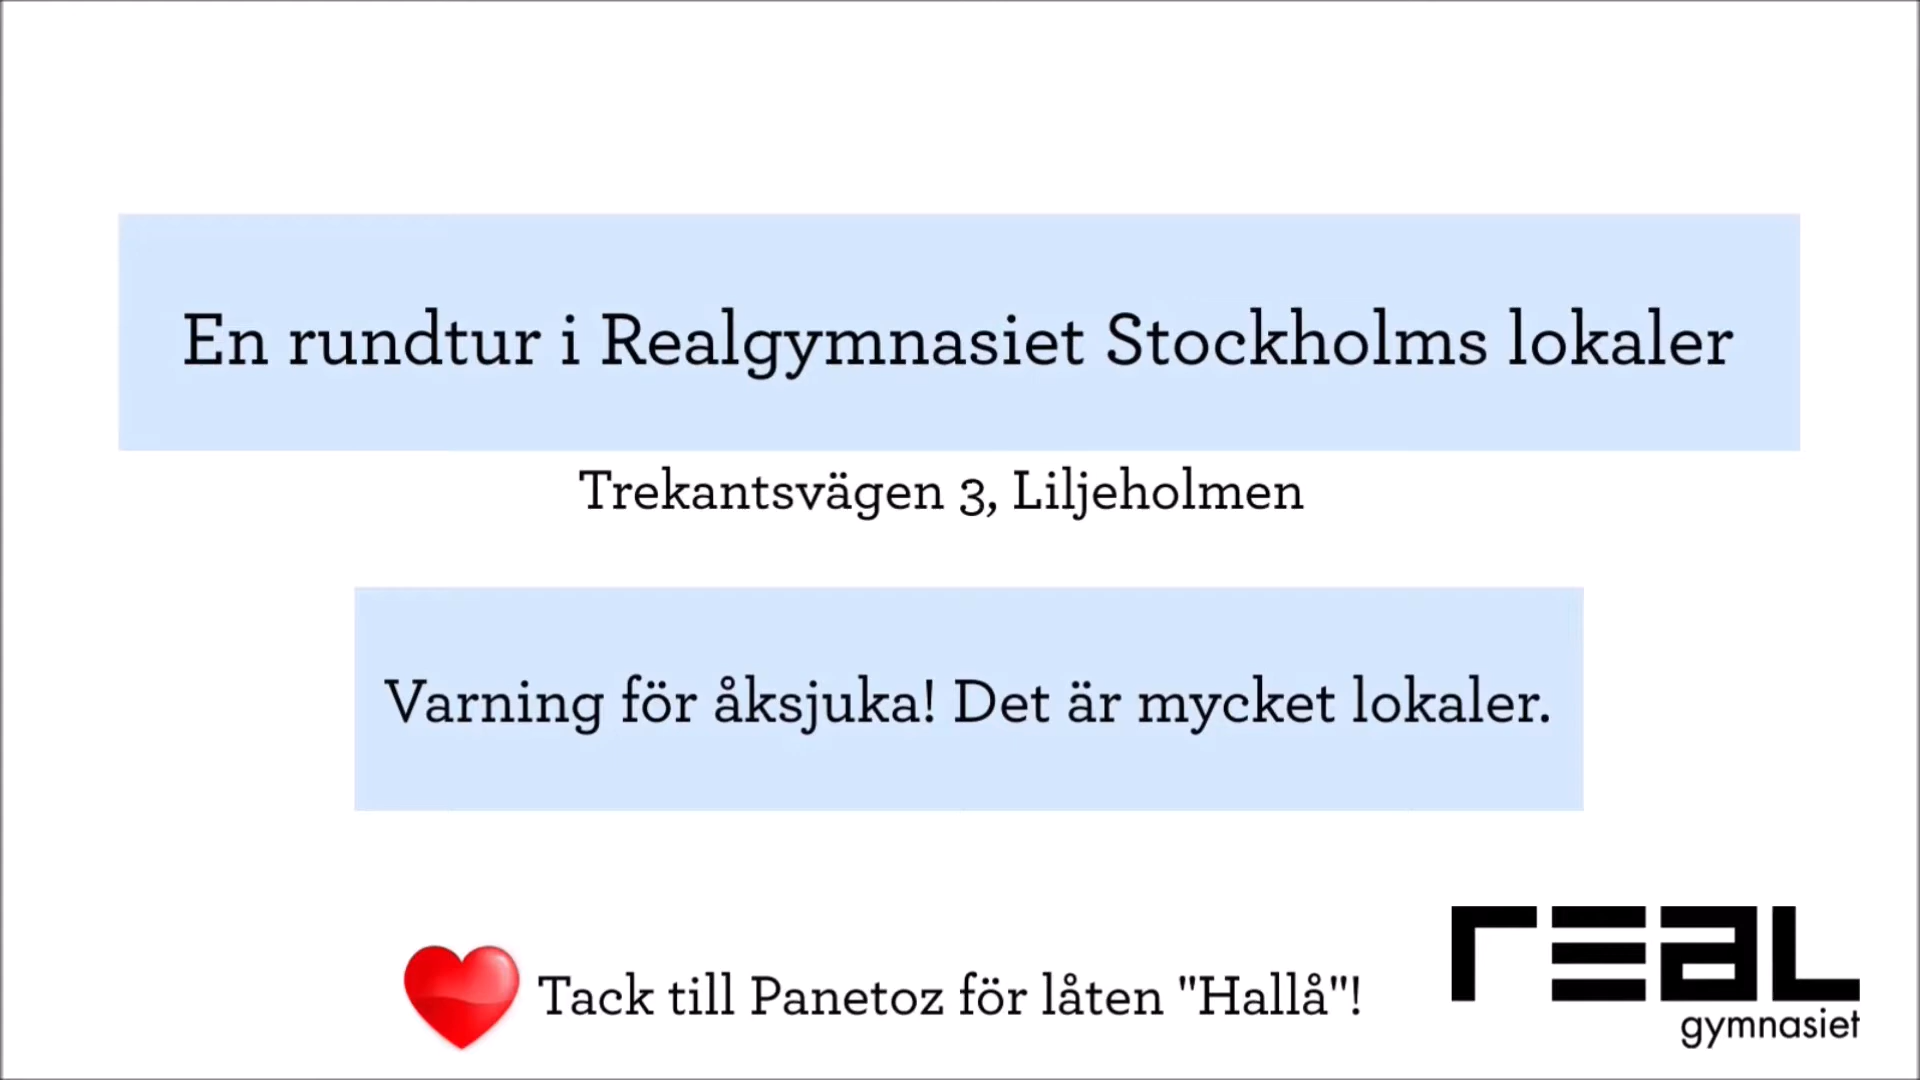 En rundtur i Realgymnasiet Stockholms lokaler
Trekantsvägen 3, Liljeholmen
Varning för åksjuka! Det är mycket lokaler.
Tack till Panetoz för låten "Hallå"!
real
gymnasiet